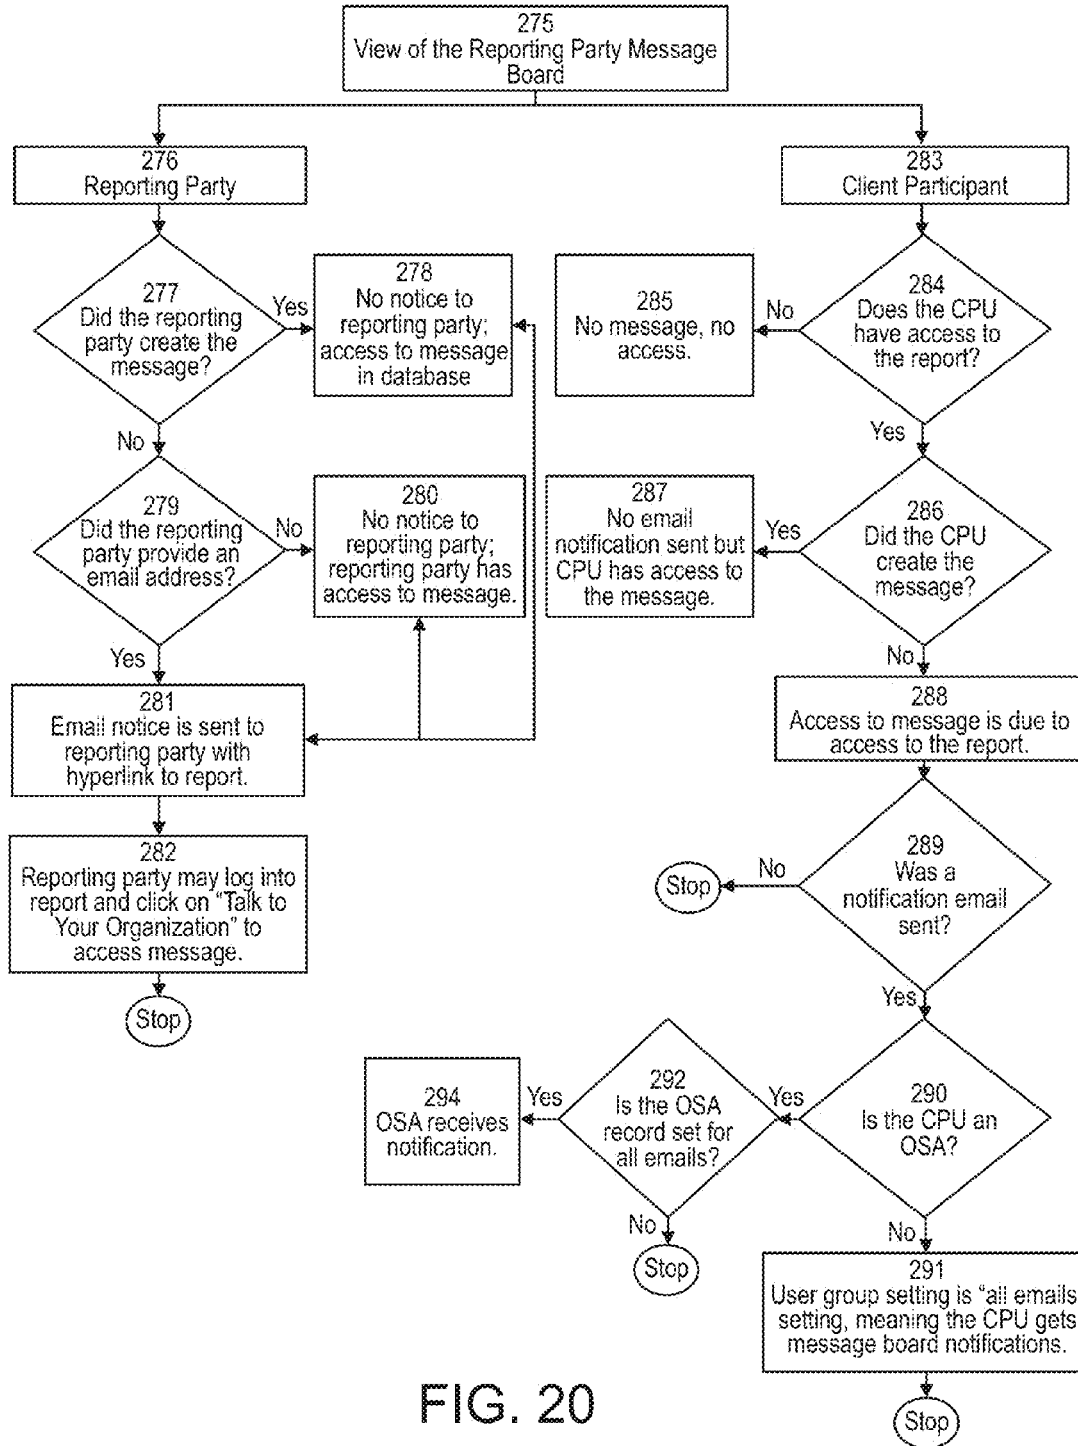 275
View of the Reporting Party Message
Board
276
Reporting Party
277
Did the reporting
party create the
message?
Yes
278
No notice to
reporting party;
access to message
in database
No
279
Did the reporting
party provide an
email address?
No
280
No notice to
reporting party;
reporting party has
access to message.
Yes
281
Email notice is sent to
reporting party with
hyperlink to report.
282
Reporting party may log into
report and click on “Talk to
Your Organization” to
access message.
Stop
283
Client Participant
284
Does the CPU
have access to
the report?
No
285
No message, no
access.
Yes
286
Did the CPU
create the
message?
Yes
287
No email
notification sent but
CPU has access to
the message.
No
288
Access to message is due to
access to the report.
289
Was a
notification email
sent?
No
Stop
Yes
290
Is the CPU an
OSA?
Yes
292
Is the OSA
record set for
all emails?
Yes
294
OSA receives
notification.
No
Stop
No
291
User group setting is “all emails
setting, meaning the CPU gets
message board notifications.
Stop
FIG. 20